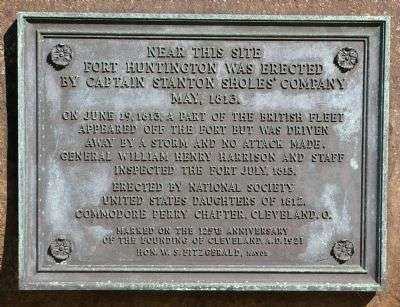 NEAR THIS SITE
FORT HUNTINGTON WAS ERECTED
BY CAPTAIN STANTON SHOLES' COMPANY
MAY, 1813.
ON JUNE 19, 1813, A PART OF THE BRITISH FLEET
APPEARED OFF THE FORT BUT WAS DRIVEN
AWAY BY A STORM AND NO ATTACK MADE.
GENERAL WILLIAM HENRY HARRISON AND STAFF
INSPECTED THE FORT JULY, 1813.
ERECTED BY NATIONAL SOCIETY
UNITED STATES DAUGHTERS OF 1812.
COMMODORE PERRY CHAPTER, CLEVELAND, O.
MARKED ON THE 125TH ANNIVERSARY
OF THE FOUNDING OF CLEVELAND, A.D. 1921
HON. W. S. FITZGERALD, MAYOR